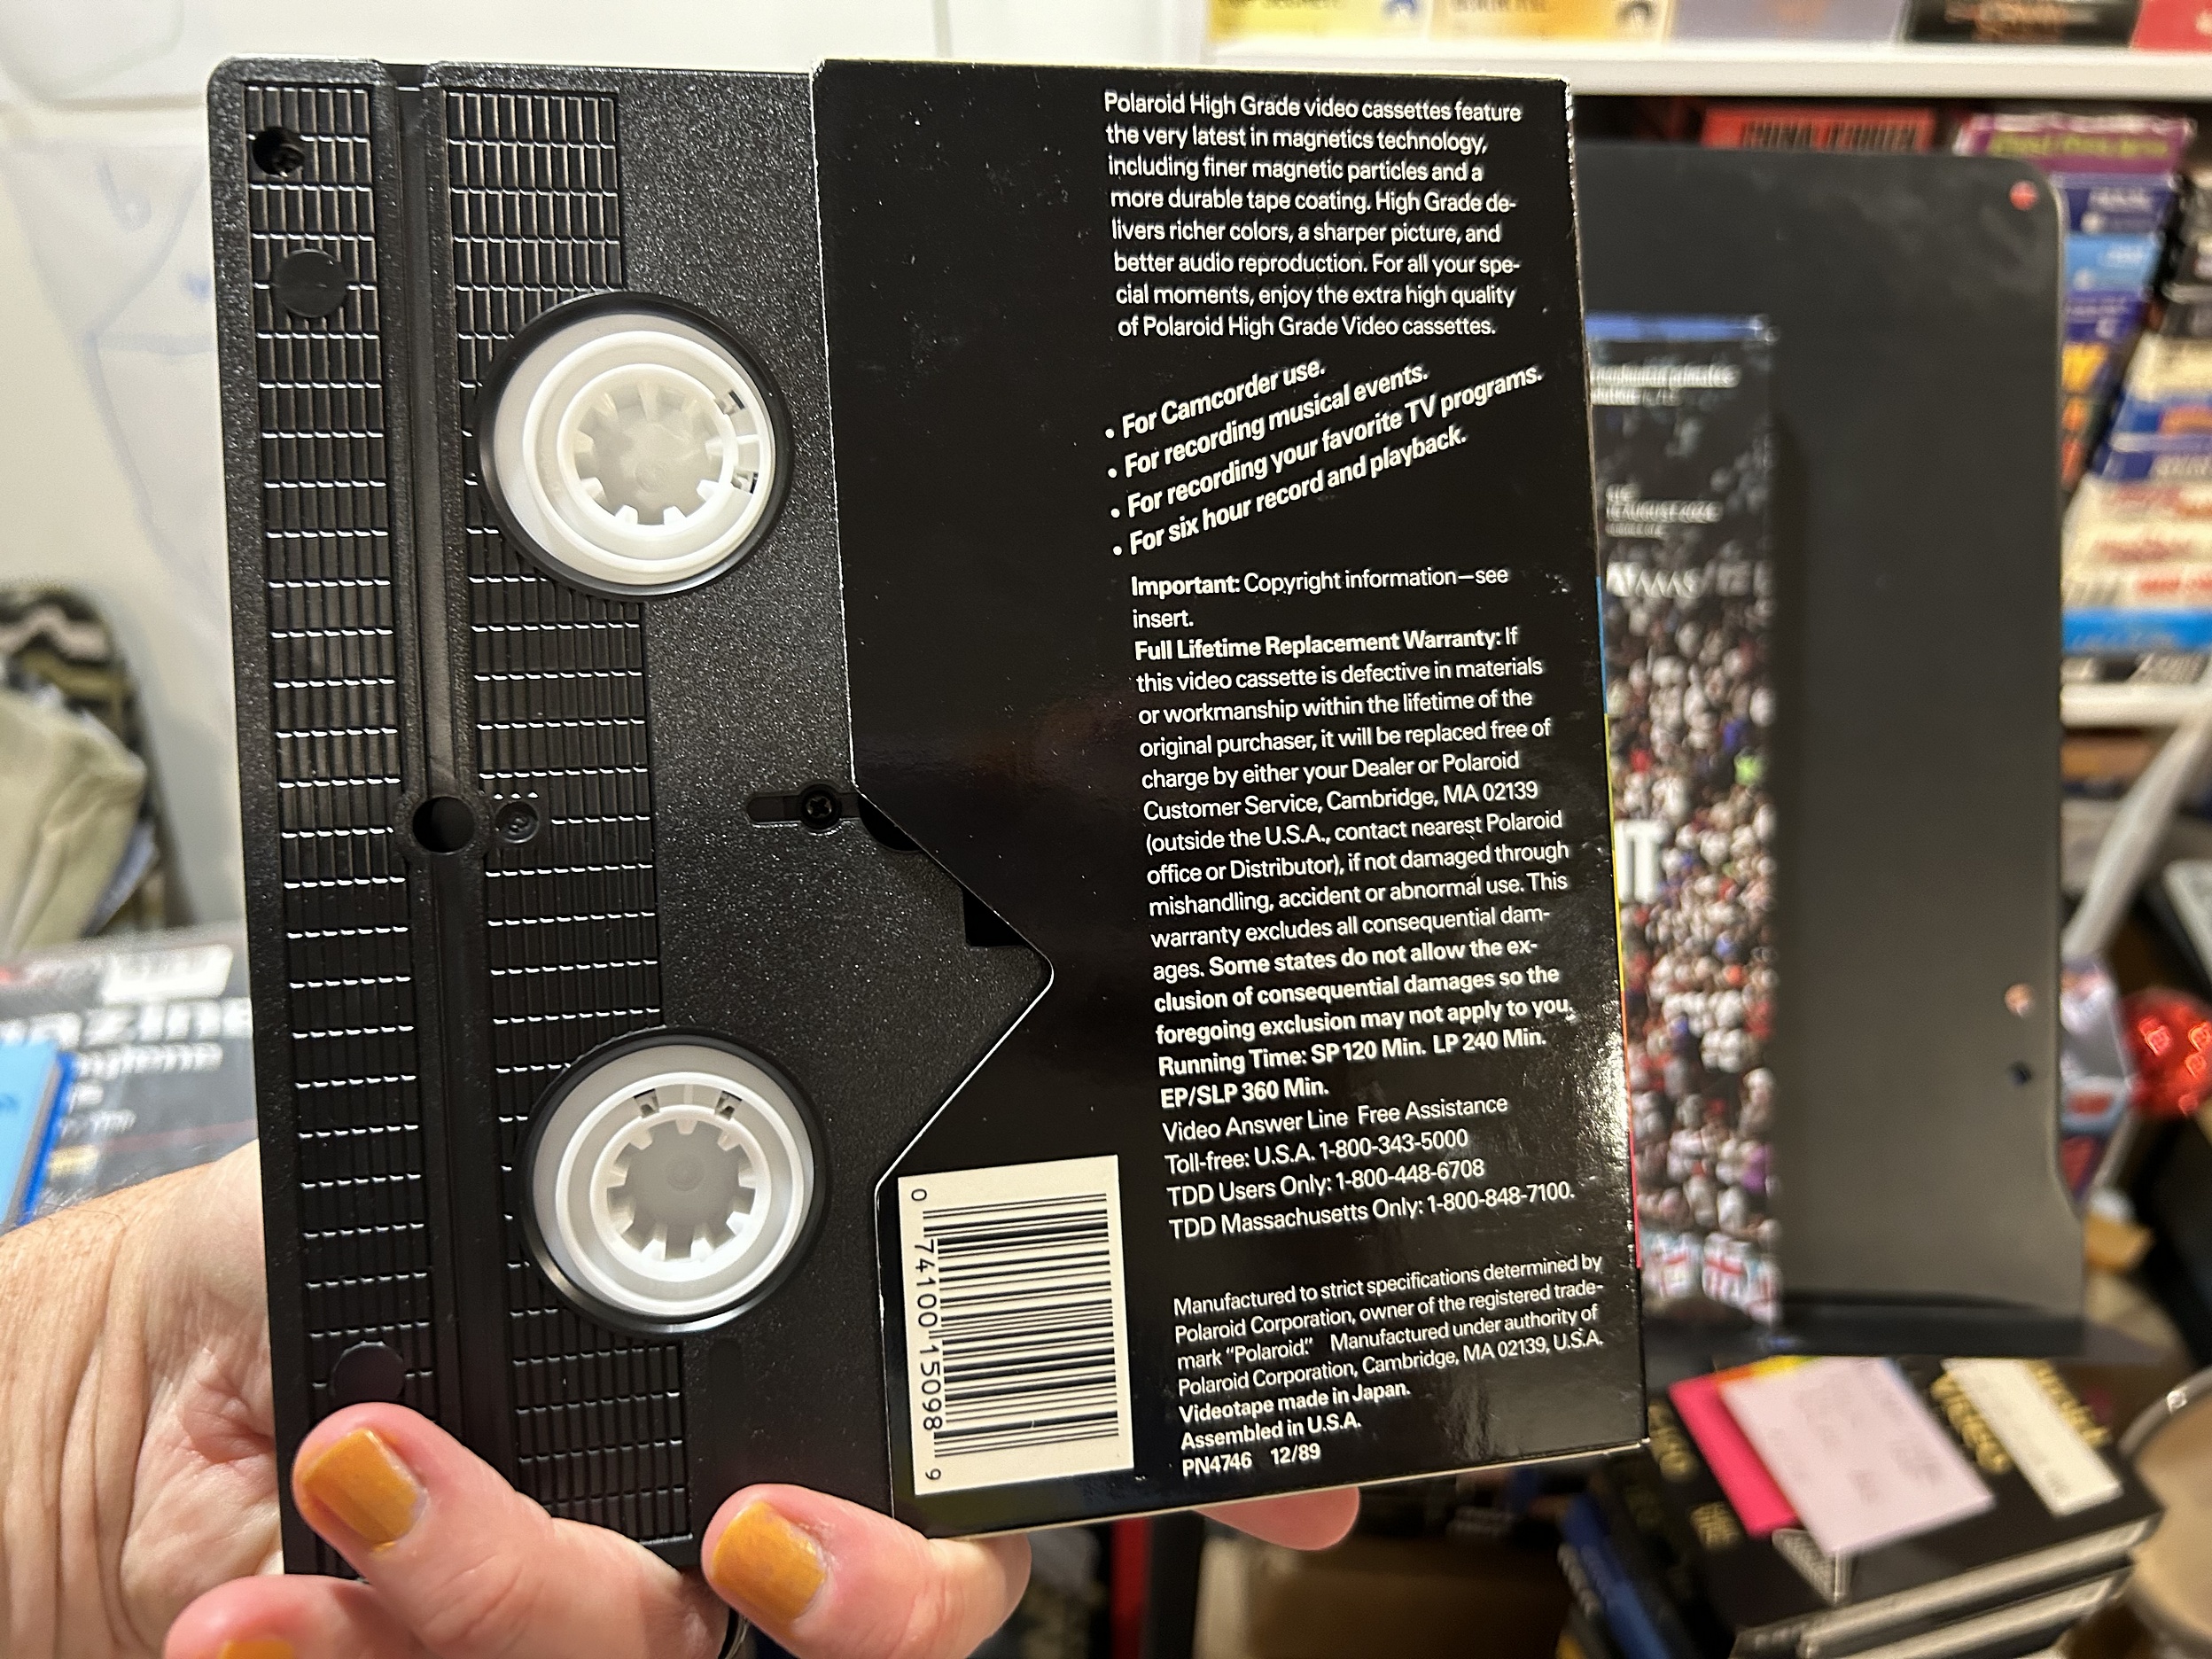 Polaroid High Grade video cassettes feature
the very latest in magnetics technology,
including finer magnetic particles and a
more durable tape coating. High Grade de-
livers richer colors, a sharper picture, and
better audio reproduction. For all your spe-
cial moments, enjoy the extra high quality
of Polaroid High Grade Video cassettes.
• For Camcorder use.
• For recording musical events.
• For recording your favorite TV programs.
• For six hour record and playback.
Important: Copyright information—see
insert.
Full Lifetime Replacement Warranty: If
this video cassette is defective in materials
or workmanship within the lifetime of the
original purchaser, it will be replaced free of
charge by either your Dealer or Polaroid
Customer Service, Cambridge, MA 02139
(outside the U.S.A., contact nearest Polaroid
office or Distributor), if not damaged through
mishandling, accident or abnormal use. This
warranty excludes all consequential dam-
ages. Some states do not allow the ex-
clusion of consequential damages so the
foregoing exclusion may not apply to you.
Running Time: SP 120 Min. LP 240 Min.
EP/SLP 360 Min.
Video Answer Line Free Assistance
Toll-free: U.S.A. 1-800-343-5000
TDD Users Only: 1-800-448-6708
TDD Massachusetts Only: 1-800-848-7100.
Manufactured to strict specifications determined by
Polaroid Corporation, owner of the registered trade-
mark "Polaroid." Manufactured under authority of
Polaroid Corporation, Cambridge, MA 02139, U.S.A.
Videotape made in Japan.
Assembled in U.S.A.
PN4746 12/89
0 74100 15098 9